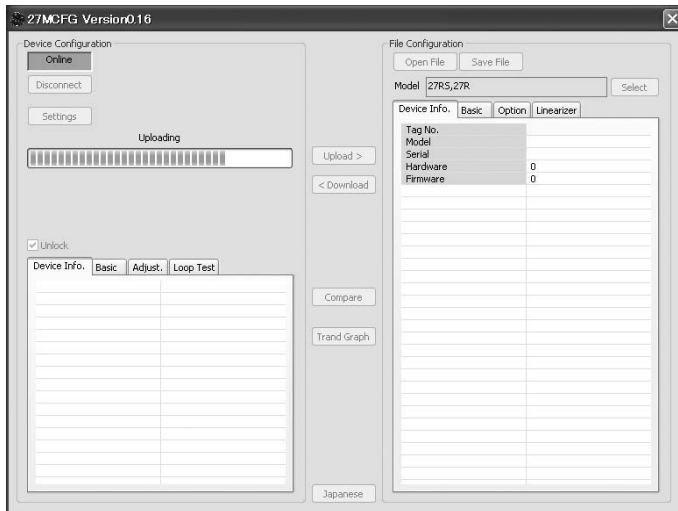 27MCFG Version0.16
Device Configuration
Online
Disconnect
Settings
Uploading
Unlock
Device Info. Basic Adjust. Loop Test
Upload >
< Download
Compare
Trand Graph
Japanese
File Configuration
Open File Save File
Model 27RS,27R Select
Device Info. Basic Option Linearizer
Tag No.
Model
Serial
Hardware 0
Firmware 0